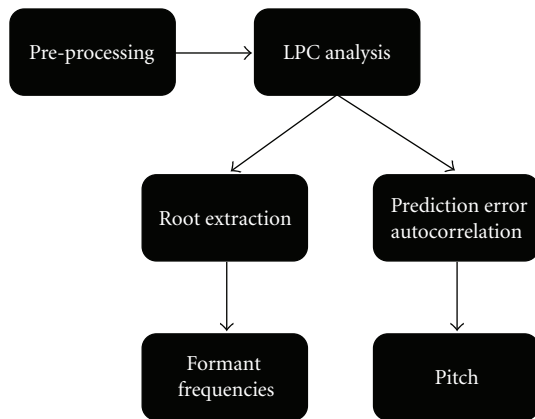 Pre-processing
LPC analysis
Root extraction
Prediction error
autocorrelation
Formant
frequencies
Pitch